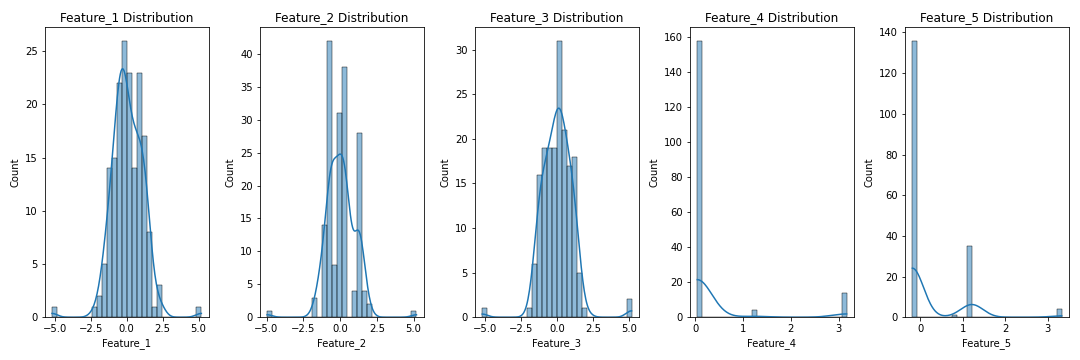 Feature_1 Distribution
Count
25
20
15
10
5
0
−5.0 −2.5 0.0 2.5 5.0
Feature_1
Feature_2 Distribution
Count
40
35
30
25
20
15
10
5
0
−5.0 −2.5 0.0 2.5 5.0
Feature_2
Feature_3 Distribution
Count
30
25
20
15
10
5
0
−5.0 −2.5 0.0 2.5 5.0
Feature_3
Feature_4 Distribution
Count
160
140
120
100
80
60
40
20
0
0 1 2 3
Feature_4
Feature_5 Distribution
Count
140
120
100
80
60
40
20
0
0 1 2 3
Feature_5